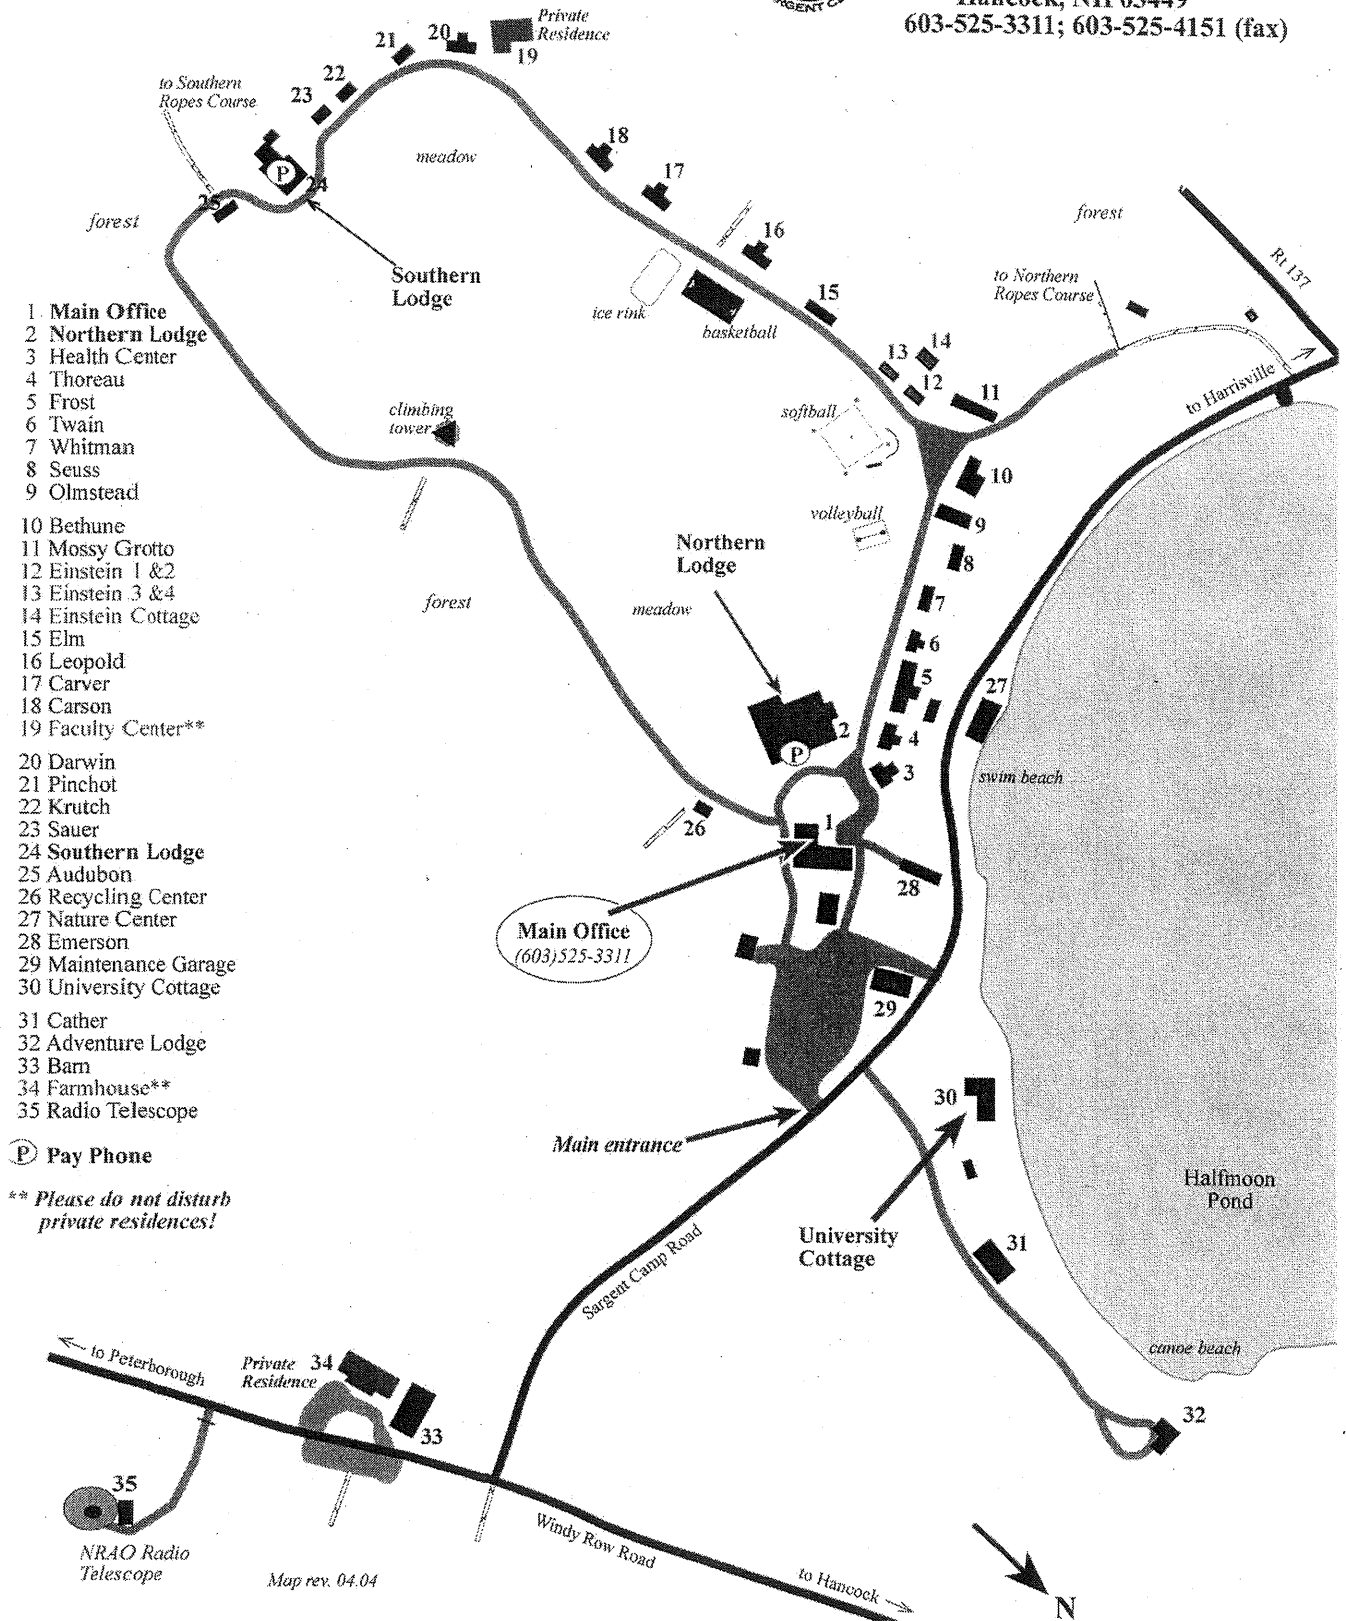 Hancock, NH 03449
603-525-3311; 603-525-4151 (fax)
Private
Residence
19
20
21
22
23
to Southern
Ropes Course
P
24
25
forest
meadow
18
17
16
15
Southern
Lodge
ice rink
basketball
forest
Rt 137
to Northern
Ropes Course
to Harrisville
14
13
12
11
softball
climbing
tower
10
9
volleyball
8
7
6
5
4
3
Northern
Lodge
meadow
forest
2
P
27
swim beach
26
1
28
Main Office
(603)525-3311
29
Main entrance
30
University
Cottage
Halfmoon
Pond
31
Sargent Camp Road
canoe beach
32
1 Main Office
2 Northern Lodge
3 Health Center
4 Thoreau
5 Frost
6 Twain
7 Whitman
8 Seuss
9 Olmstead
10 Bethune
11 Mossy Grotto
12 Einstein 1 &2
13 Einstein 3 &4
14 Einstein Cottage
15 Elm
16 Leopold
17 Carver
18 Carson
19 Faculty Center**
20 Darwin
21 Pinchot
22 Krutch
23 Sauer
24 Southern Lodge
25 Audubon
26 Recycling Center
27 Nature Center
28 Emerson
29 Maintenance Garage
30 University Cottage
31 Cather
32 Adventure Lodge
33 Barn
34 Farmhouse**
35 Radio Telescope
P Pay Phone
** Please do not disturb
private residences!
to Peterborough
Private
Residence
34
33
35
NRAO Radio
Telescope
Map rev. 04.04
Windy Row Road
to Hancock
N